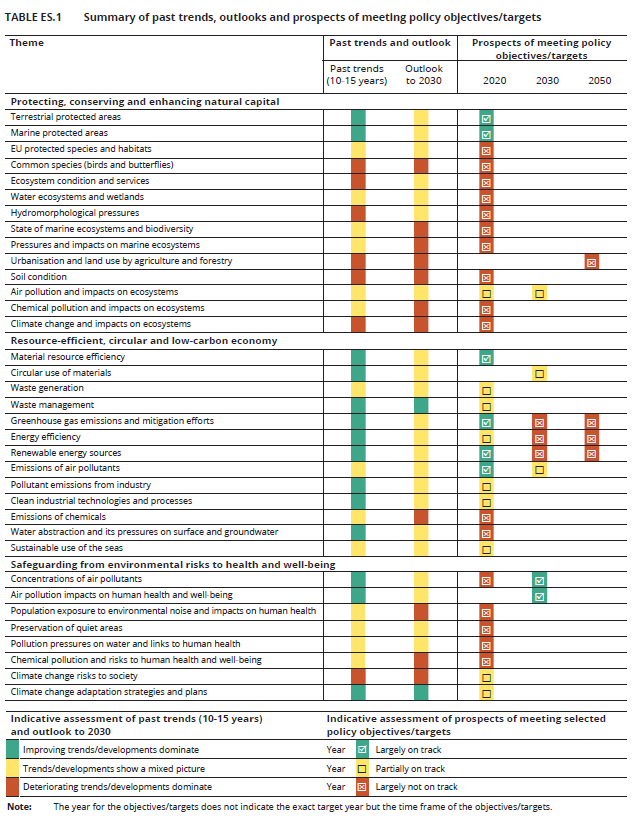 TABLE ES.1 Summary of past trends, outlooks and prospects of meeting policy objectives/targets
Theme
Past trends and outlook
Prospects of meeting policy
objectives/targets
Past trends
(10-15 years)
Outlook
to 2030
2020
2030
2050
Protecting, conserving and enhancing natural capital
Terrestrial protected areas
Marine protected areas
EU protected species and habitats
Common species (birds and butterflies)
Ecosystem condition and services
Water ecosystems and wetlands
Hydromorphological pressures
State of marine ecosystems and biodiversity
Pressures and impacts on marine ecosystems
Urbanisation and land use by agriculture and forestry
Soil condition
Air pollution and impacts on ecosystems
Chemical pollution and impacts on ecosystems
Climate change and impacts on ecosystems
Resource-efficient, circular and low-carbon economy
Material resource efficiency
Circular use of materials
Waste generation
Waste management
Greenhouse gas emissions and mitigation efforts
Energy efficiency
Renewable energy sources
Emissions of air pollutants
Pollutant emissions from industry
Clean industrial technologies and processes
Emissions of chemicals
Water abstraction and its pressures on surface and groundwater
Sustainable use of the seas
Safeguarding from environmental risks to health and well-being
Concentrations of air pollutants
Air pollution impacts on human health and well-being
Population exposure to environmental noise and impacts on human health
Preservation of quiet areas
Pollution pressures on water and links to human health
Chemical pollution and risks to human health and well-being
Climate change risks to society
Climate change adaptation strategies and plans
Indicative assessment of past trends (10-15 years)
and outlook to 2030
Indicative assessment of prospects of meeting selected
policy objectives/targets
Improving trends/developments dominate
Year Largely on track
Trends/developments show a mixed picture
Year Partially on track
Deteriorating trends/developments dominate
Year Largely not on track
Note: The year for the objectives/targets does not indicate the exact target year but the time frame of the objectives/targets.